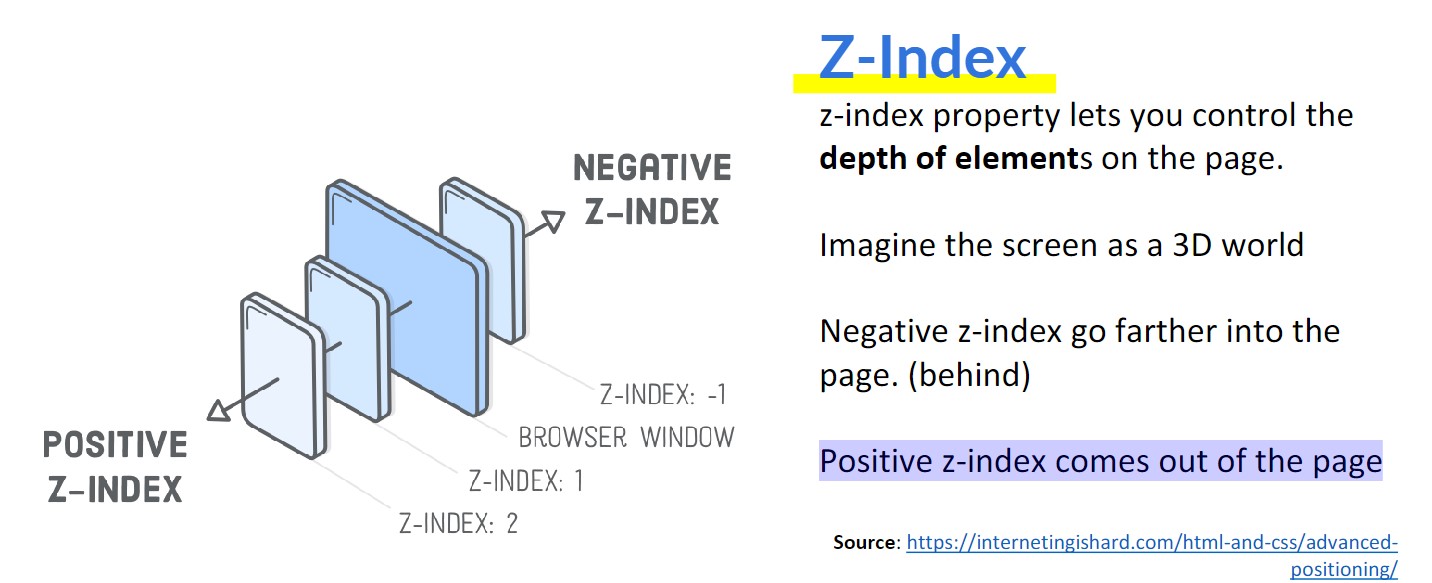 NEGATIVE
Z-INDEX
Z-INDEX: -1
BROWSER WINDOW
POSITIVE
Z-INDEX
Z-INDEX: 1
Z-INDEX: 2
Z-Index
z-index property lets you control the
depth of elements on the page.
Imagine the screen as a 3D world
Negative z-index go farther into the
page. (behind)
Positive z-index comes out of the page
Source: https://internetingishard.com/html-and-css/advanced-
positioning/